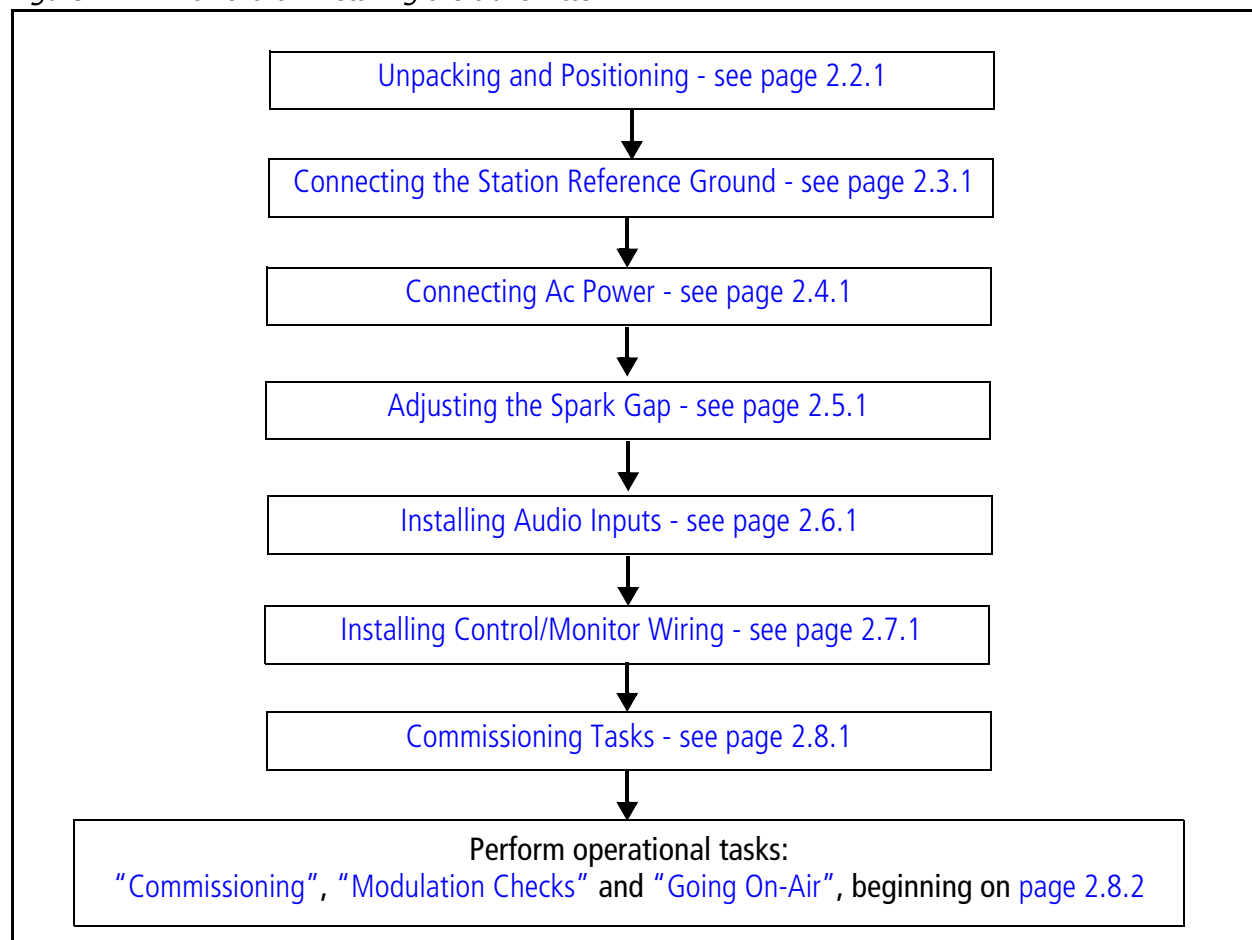 Unpacking and Positioning - see page 2.2.1
Connecting the Station Reference Ground - see page 2.3.1
Connecting Ac Power - see page 2.4.1
Adjusting the Spark Gap - see page 2.5.1
Installing Audio Inputs - see page 2.6.1
Installing Control/Monitor Wiring - see page 2.7.1
Commissioning Tasks - see page 2.8.1
Perform operational tasks:
“Commissioning”, “Modulation Checks” and “Going On-Air”, beginning on page 2.8.2